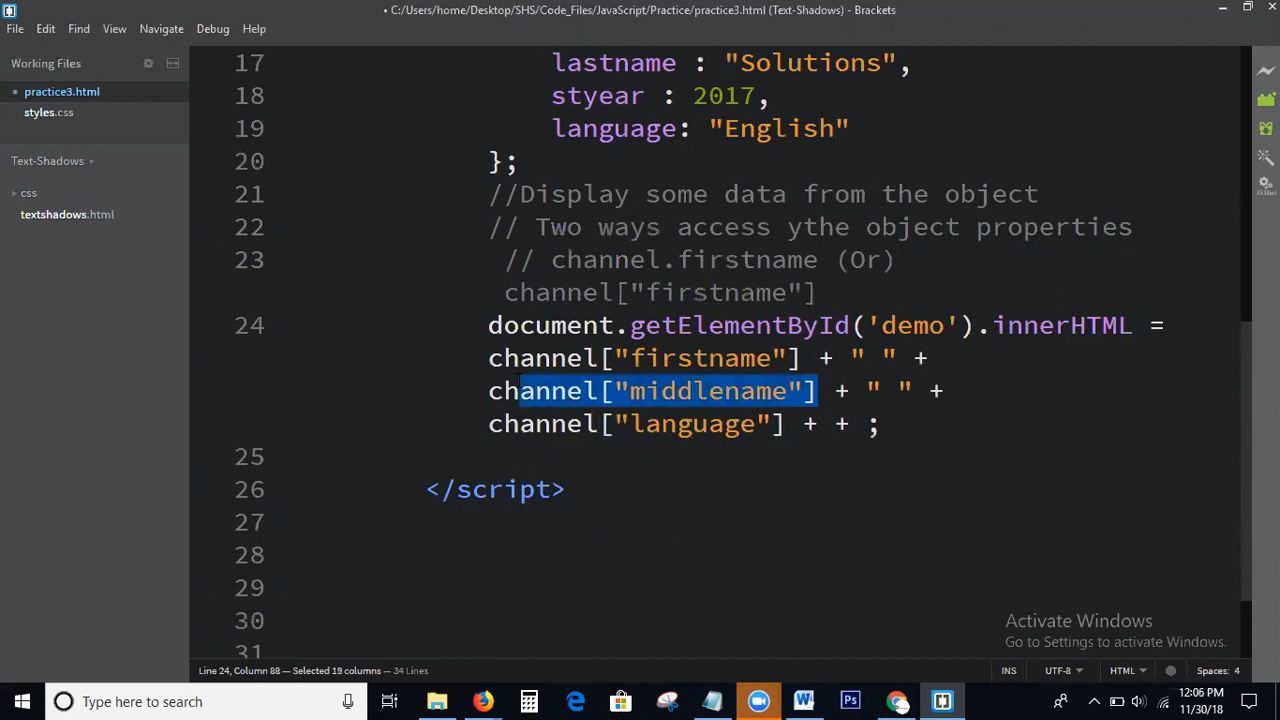 • C:/Users/home/Desktop/SHS/Code_Files/JavaScript/Practice/practice3.html (Text-Shadows) - Brackets
File Edit Find View Navigate Debug Help
Working Files
practice3.html
styles.css
Text-Shadows
css
textshadows.html
17 lastname : "Solutions",
18 styear : 2017,
19 language: "English"
20 };
21 //Display some data from the object
22 // Two ways access ythe object properties
23 // channel.firstname (Or)
channel["firstname"]
24 document.getElementById('demo').innerHTML =
channel["firstname"] + " " +
channel["middlename"] + " " +
channel["language"] + + ;
25
26 </script>
27
28
29
30
31
Activate Windows
Go to Settings to activate Windows.
Line 24, Column 88 — Selected 19 columns — 34 Lines
INS UTF-8 HTML Spaces: 4
Type here to search
12:06 PM
11/30/18